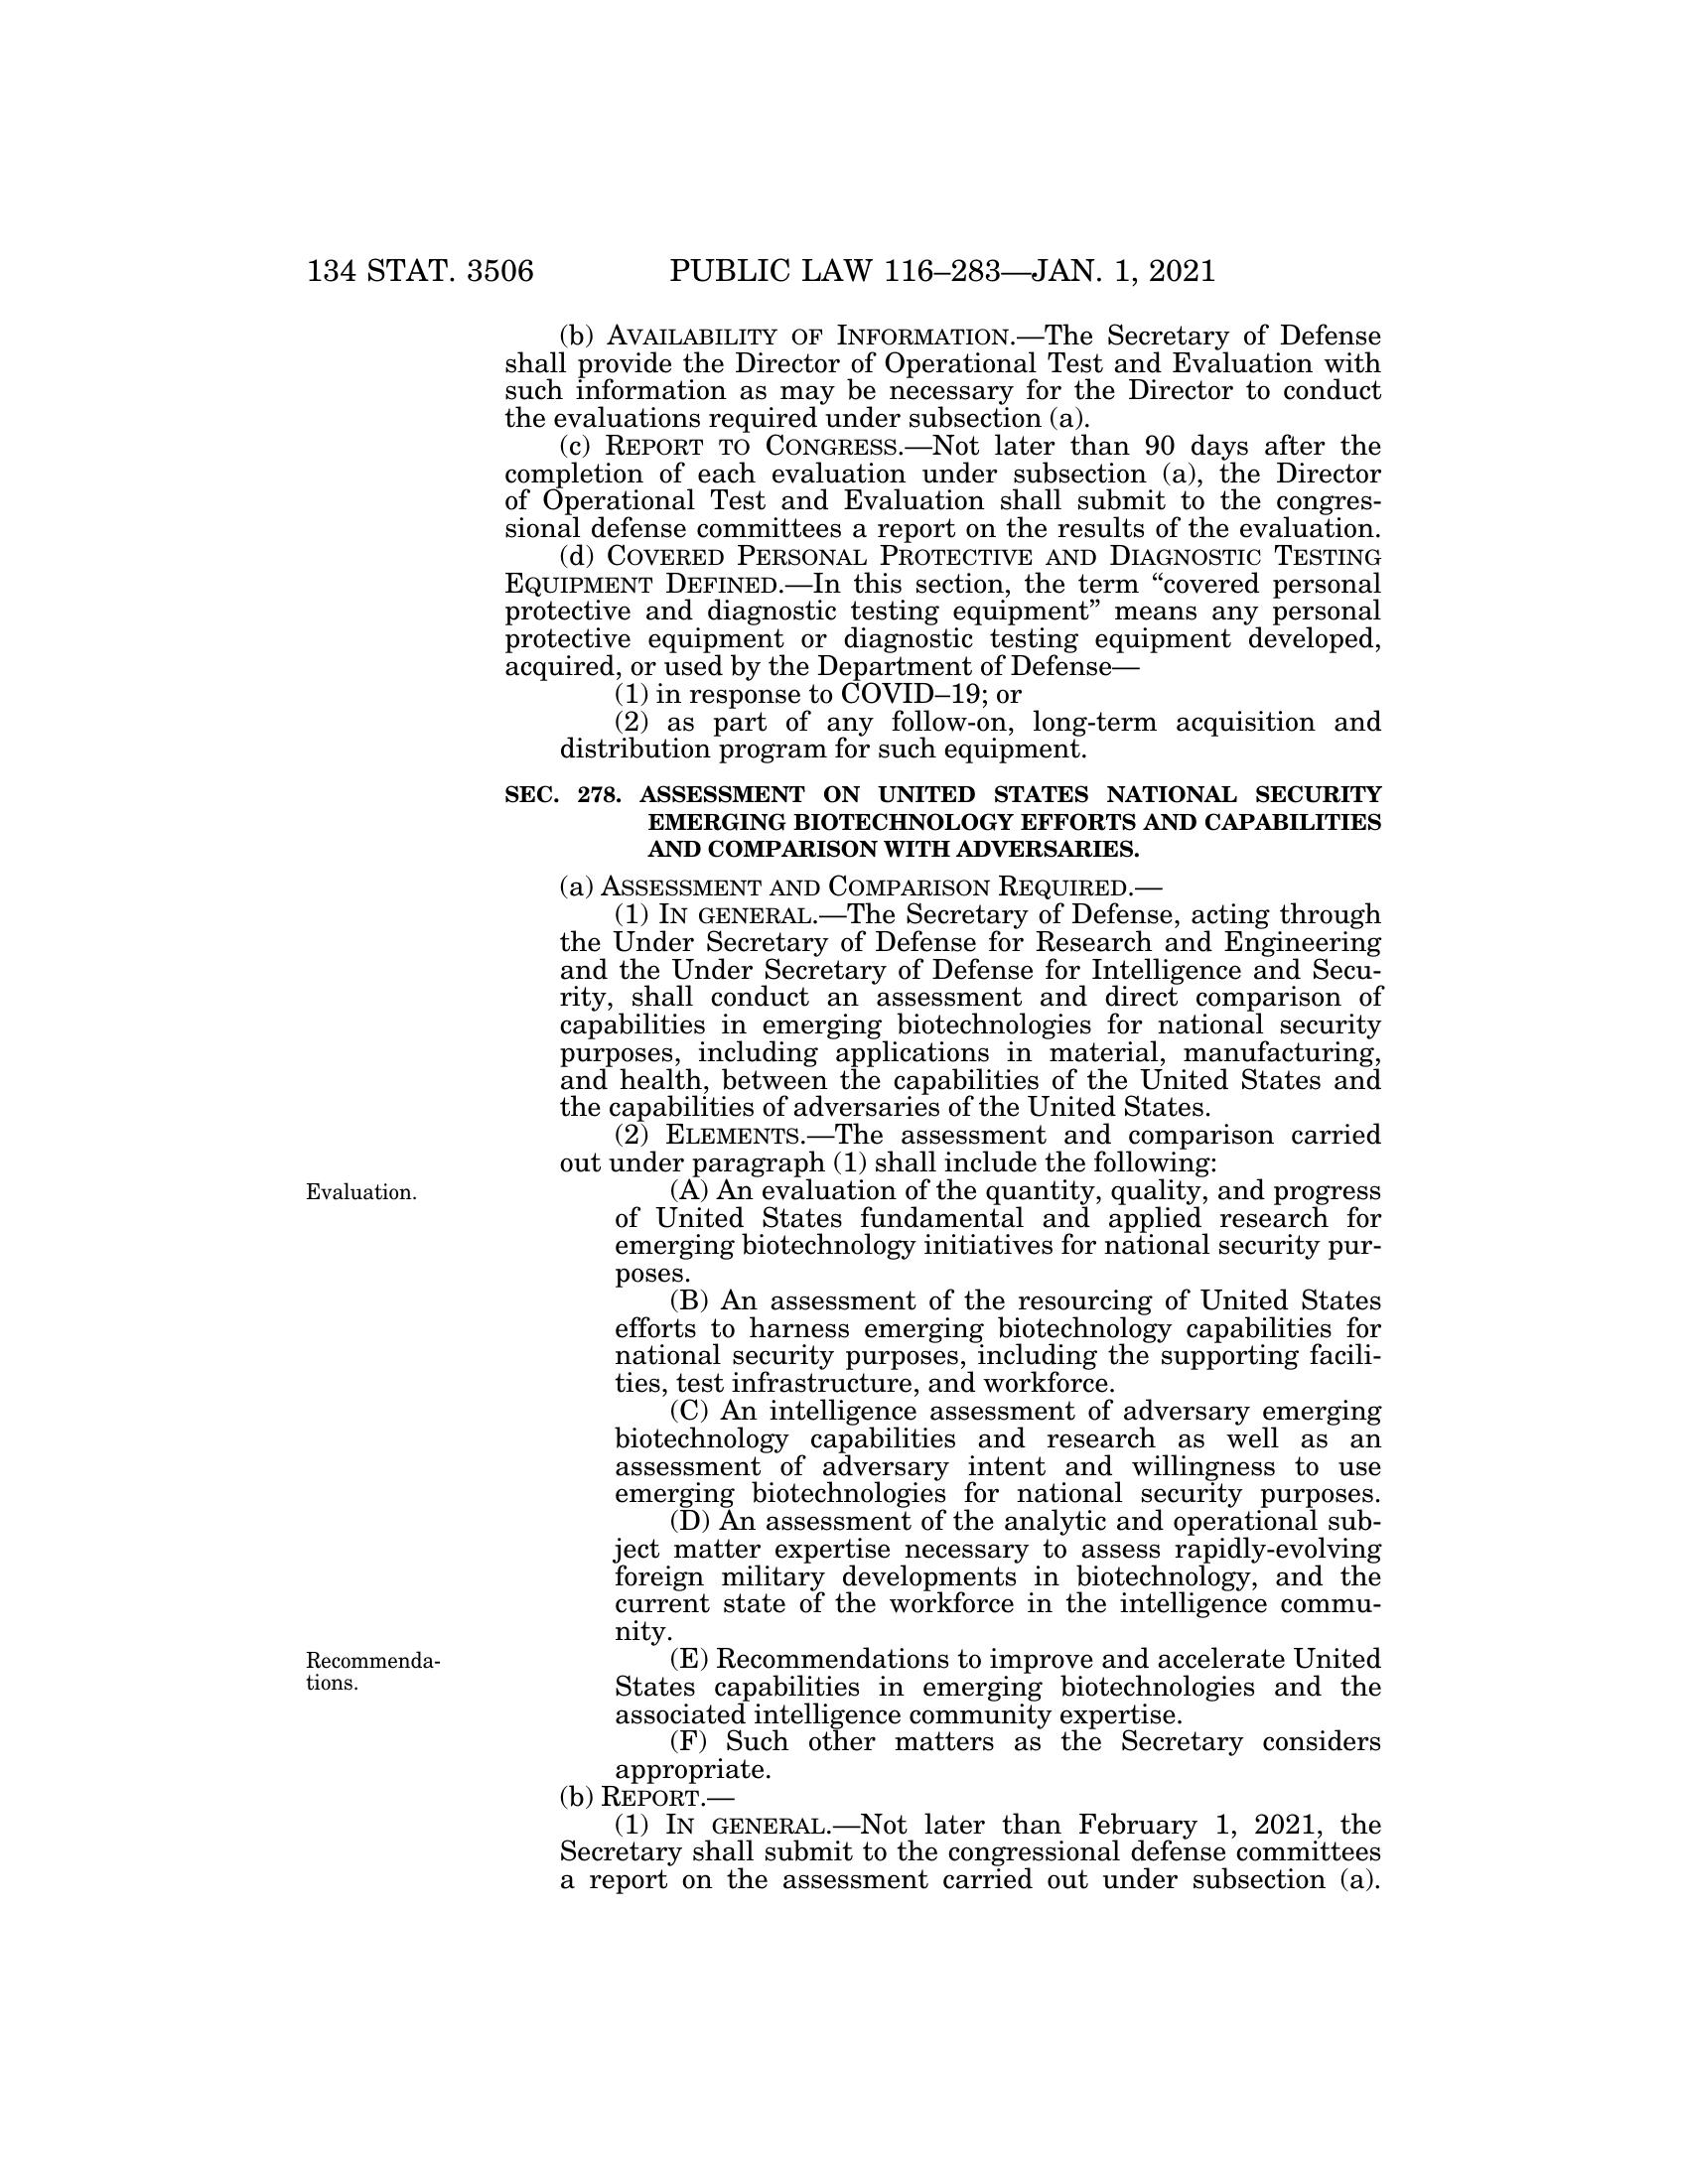 134 STAT. 3506 PUBLIC LAW 116–283—JAN. 1, 2021
(b) AVAILABILITY OF INFORMATION.—The Secretary of Defense
shall provide the Director of Operational Test and Evaluation with
such information as may be necessary for the Director to conduct
the evaluations required under subsection (a).
(c) REPORT TO CONGRESS.—Not later than 90 days after the
completion of each evaluation under subsection (a), the Director
of Operational Test and Evaluation shall submit to the congres-
sional defense committees a report on the results of the evaluation.
(d) COVERED PERSONAL PROTECTIVE AND DIAGNOSTIC TESTING
EQUIPMENT DEFINED.—In this section, the term “covered personal
protective and diagnostic testing equipment” means any personal
protective equipment or diagnostic testing equipment developed,
acquired, or used by the Department of Defense—
(1) in response to COVID–19; or
(2) as part of any follow-on, long-term acquisition and
distribution program for such equipment.
SEC. 278. ASSESSMENT ON UNITED STATES NATIONAL SECURITY
EMERGING BIOTECHNOLOGY EFFORTS AND CAPABILITIES
AND COMPARISON WITH ADVERSARIES.
(a) ASSESSMENT AND COMPARISON REQUIRED.—
(1) IN GENERAL.—The Secretary of Defense, acting through
the Under Secretary of Defense for Research and Engineering
and the Under Secretary of Defense for Intelligence and Secu-
rity, shall conduct an assessment and direct comparison of
capabilities in emerging biotechnologies for national security
purposes, including applications in material, manufacturing,
and health, between the capabilities of the United States and
the capabilities of adversaries of the United States.
(2) ELEMENTS.—The assessment and comparison carried
out under paragraph (1) shall include the following:
Evaluation.
(A) An evaluation of the quantity, quality, and progress
of United States fundamental and applied research for
emerging biotechnology initiatives for national security pur-
poses.
(B) An assessment of the resourcing of United States
efforts to harness emerging biotechnology capabilities for
national security purposes, including the supporting facili-
ties, test infrastructure, and workforce.
(C) An intelligence assessment of adversary emerging
biotechnology capabilities and research as well as an
assessment of adversary intent and willingness to use
emerging biotechnologies for national security purposes.
(D) An assessment of the analytic and operational sub-
ject matter expertise necessary to assess rapidly-evolving
foreign military developments in biotechnology, and the
current state of the workforce in the intelligence commu-
nity.
Recommenda-
tions.
(E) Recommendations to improve and accelerate United
States capabilities in emerging biotechnologies and the
associated intelligence community expertise.
(F) Such other matters as the Secretary considers
appropriate.
(b) REPORT.—
(1) IN GENERAL.—Not later than February 1, 2021, the
Secretary shall submit to the congressional defense committees
a report on the assessment carried out under subsection (a).